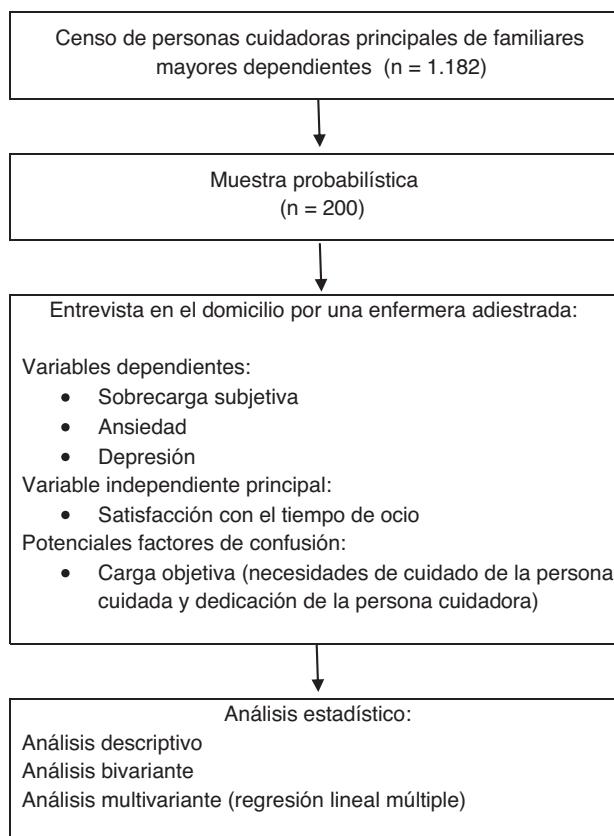 Censo de personas cuidadoras principales de familiares
mayores dependientes (n = 1.182)
Muestra probabilística
(n = 200)
Entrevista en el domicilio por una enfermera adiestrada:
Variables dependientes:
• Sobrecarga subjetiva
• Ansiedad
• Depresión
Variable independiente principal:
• Satisfacción con el tiempo de ocio
Potenciales factores de confusión:
• Carga objetiva (necesidades de cuidado de la persona
cuidada y dedicación de la persona cuidadora)
Análisis estadístico:
Análisis descriptivo
Análisis bivariante
Análisis multivariante (regresión lineal múltiple)